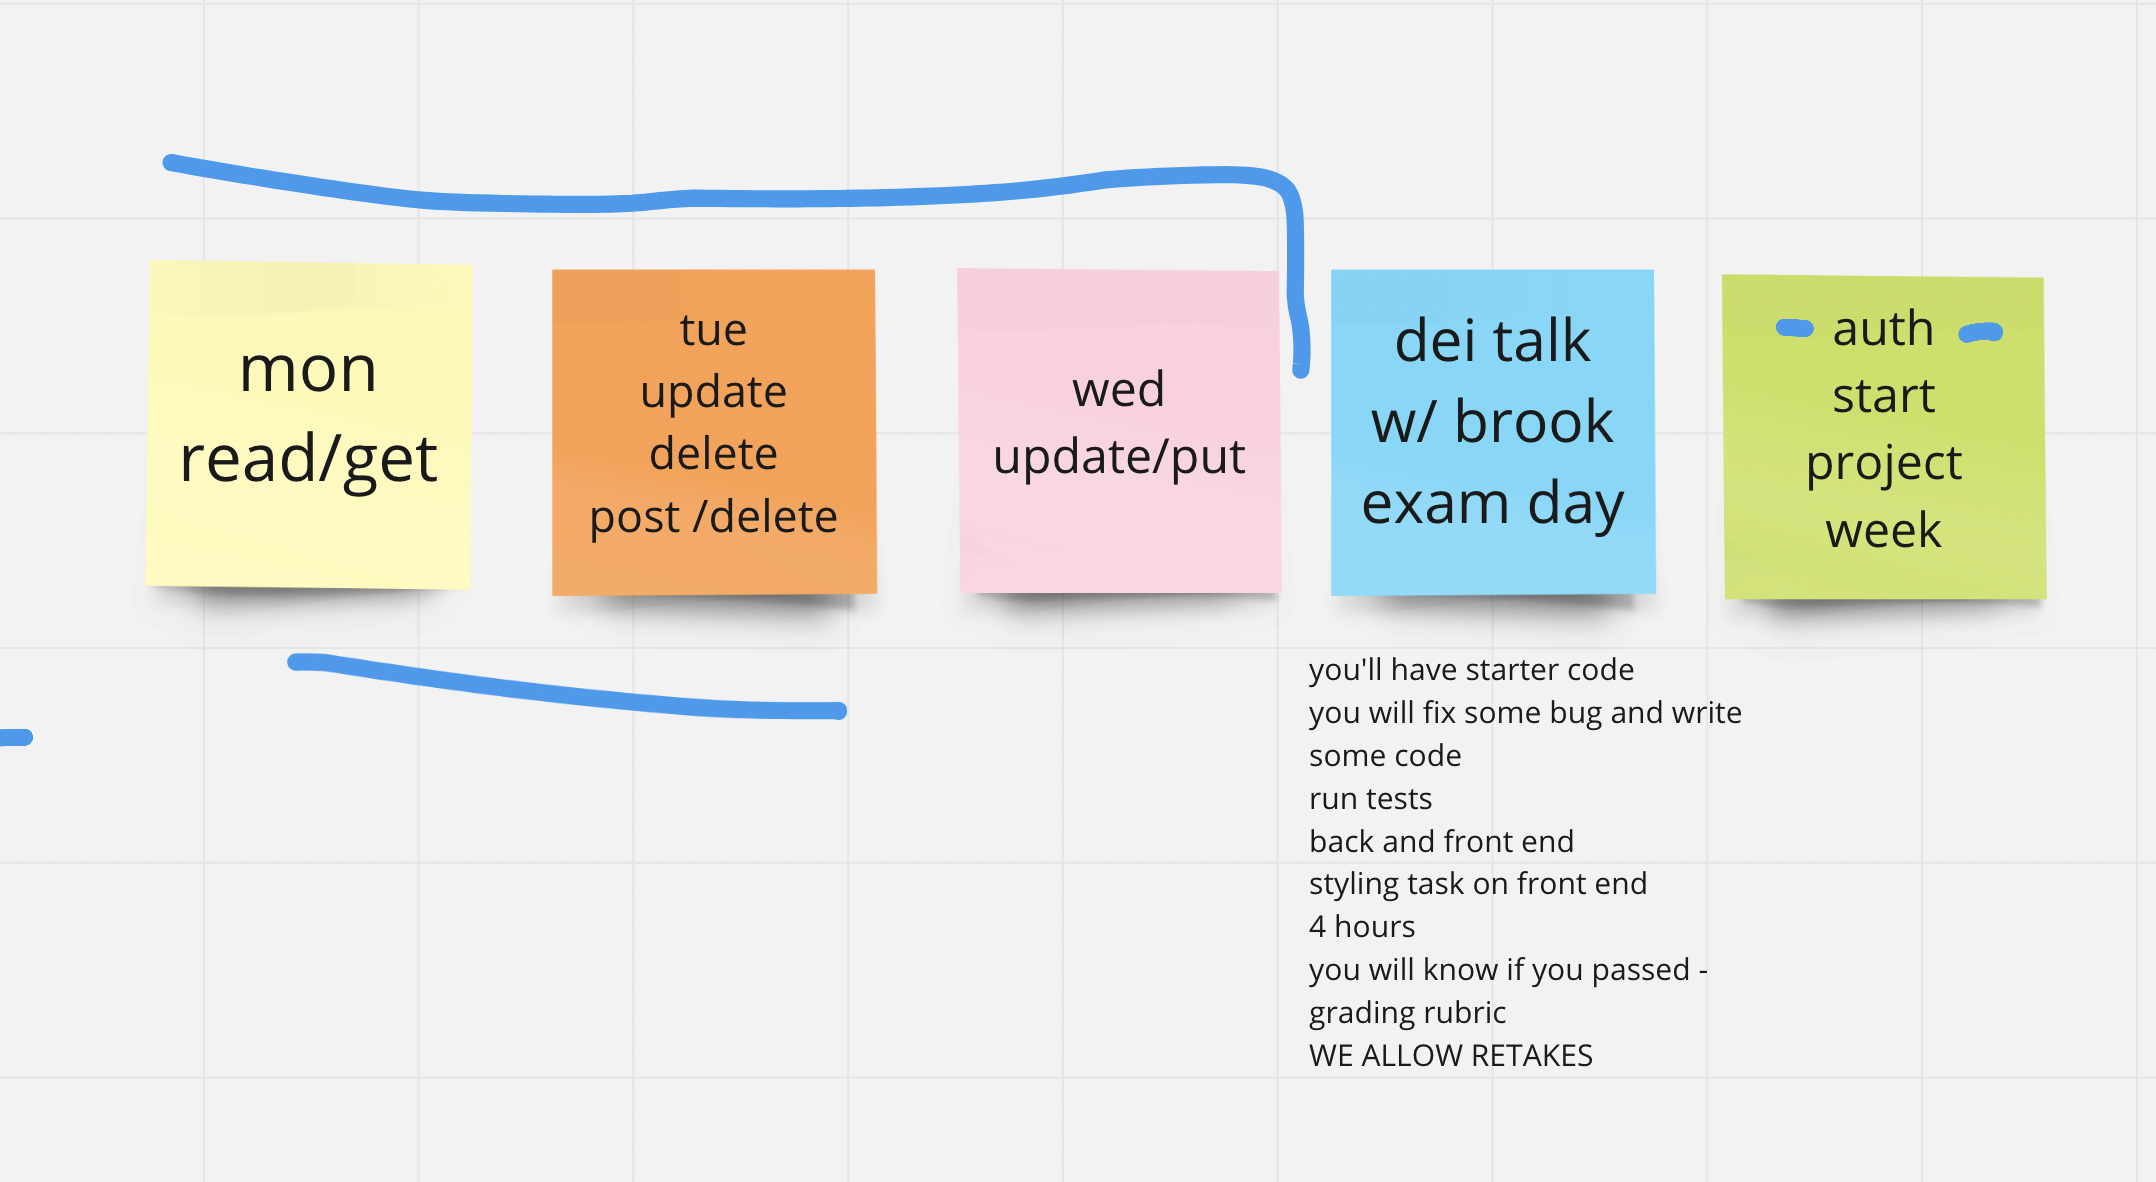 mon
read/get
tue
update
delete
post /delete
wed
update/put
dei talk
w/ brook
exam day
auth
start
project
week
you'll have starter code
you will fix some bug and write
some code
run tests
back and front end
styling task on front end
4 hours
you will know if you passed -
grading rubric
WE ALLOW RETAKES